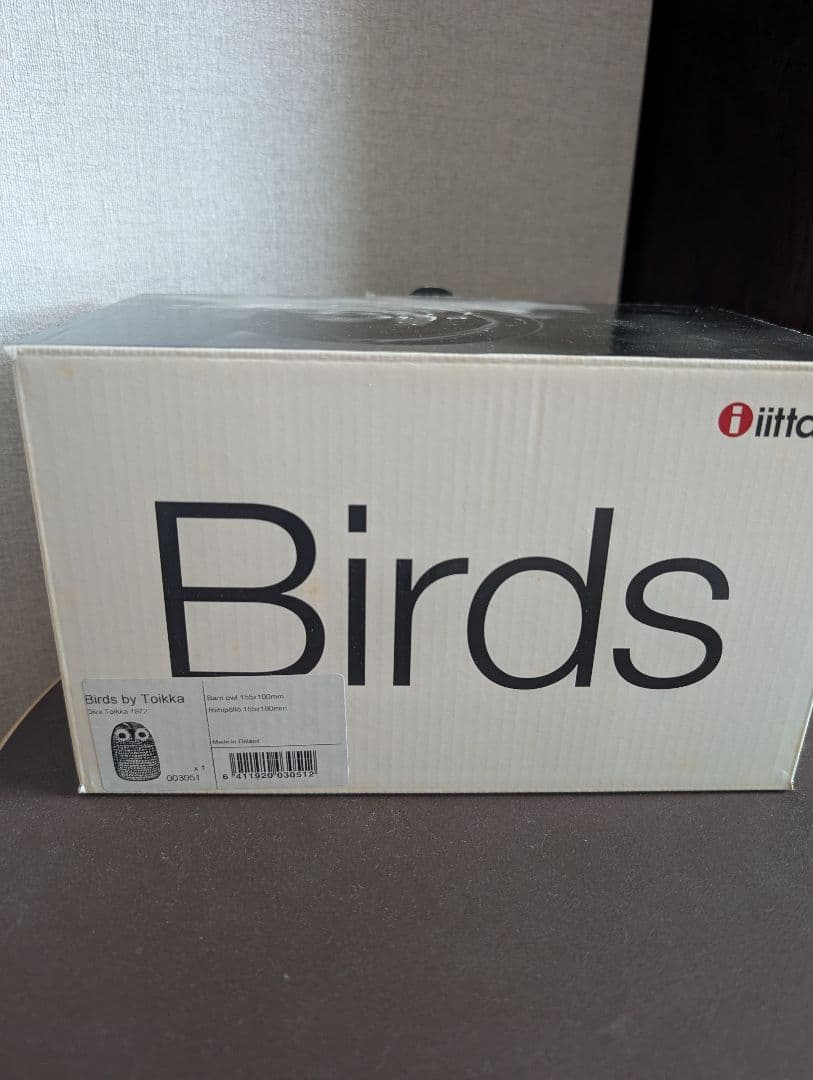 iitta
Birds
Birds by Toikka
Oiva Toikka 1972
Barn owl 155x100mm
Riihipöllö 155x100mm
Made in Finland
x 1
003051
6 411920 030512